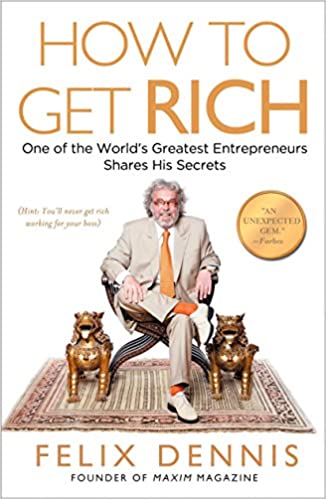 HOW TO
GET RICH
One of the World's Greatest Entrepreneurs
Shares His Secrets
(Hint: You'll never get rich
working for your boss)
"AN
UNEXPECTED
GEM."
—Forbes
FELIX DENNIS
FOUNDER OF MAXIM MAGAZINE